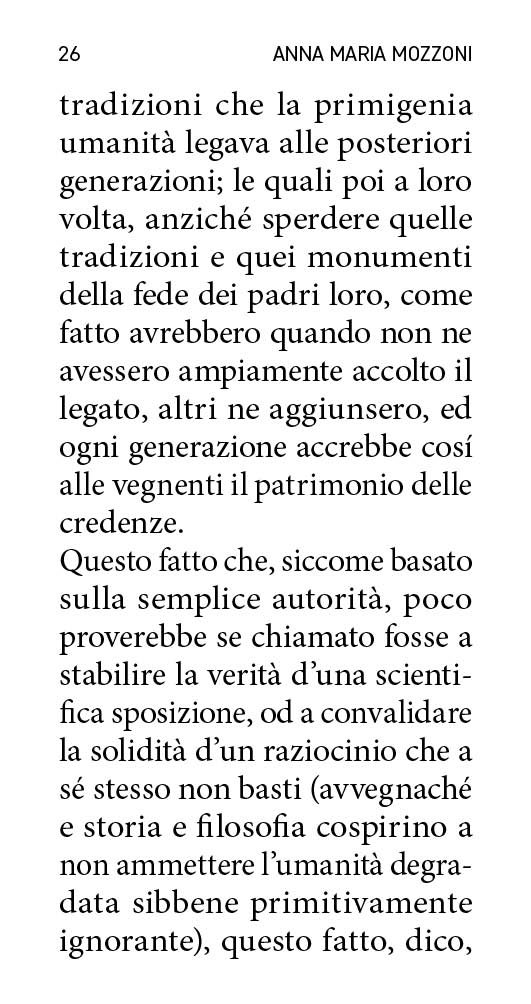 26
ANNA MARIA MOZZONI
tradizioni che la primigenia
umanità legava alle posteriori
generazioni; le quali poi a loro
volta, anziché sperdere quelle
tradizioni e quei monumenti
della fede dei padri loro, come
fatto avrebbero quando non ne
avessero ampiamente accolto il
legato, altri ne aggiunsero, ed
ogni generazione accrebbe cosí
alle vegnenti il patrimonio delle
credenze.
Questo fatto che, siccome basato
sulla semplice autorità, poco
proverebbe se chiamato fosse a
stabilire la verità d’una scienti-
fica sposizione, od a convalidare
la solidità d’un raziocinio che a
sé stesso non basti (avvegnaché
e storia e filosofia cospirino a
non ammettere l’umanità degra-
data sibbene primitivamente
ignorante), questo fatto, dico,